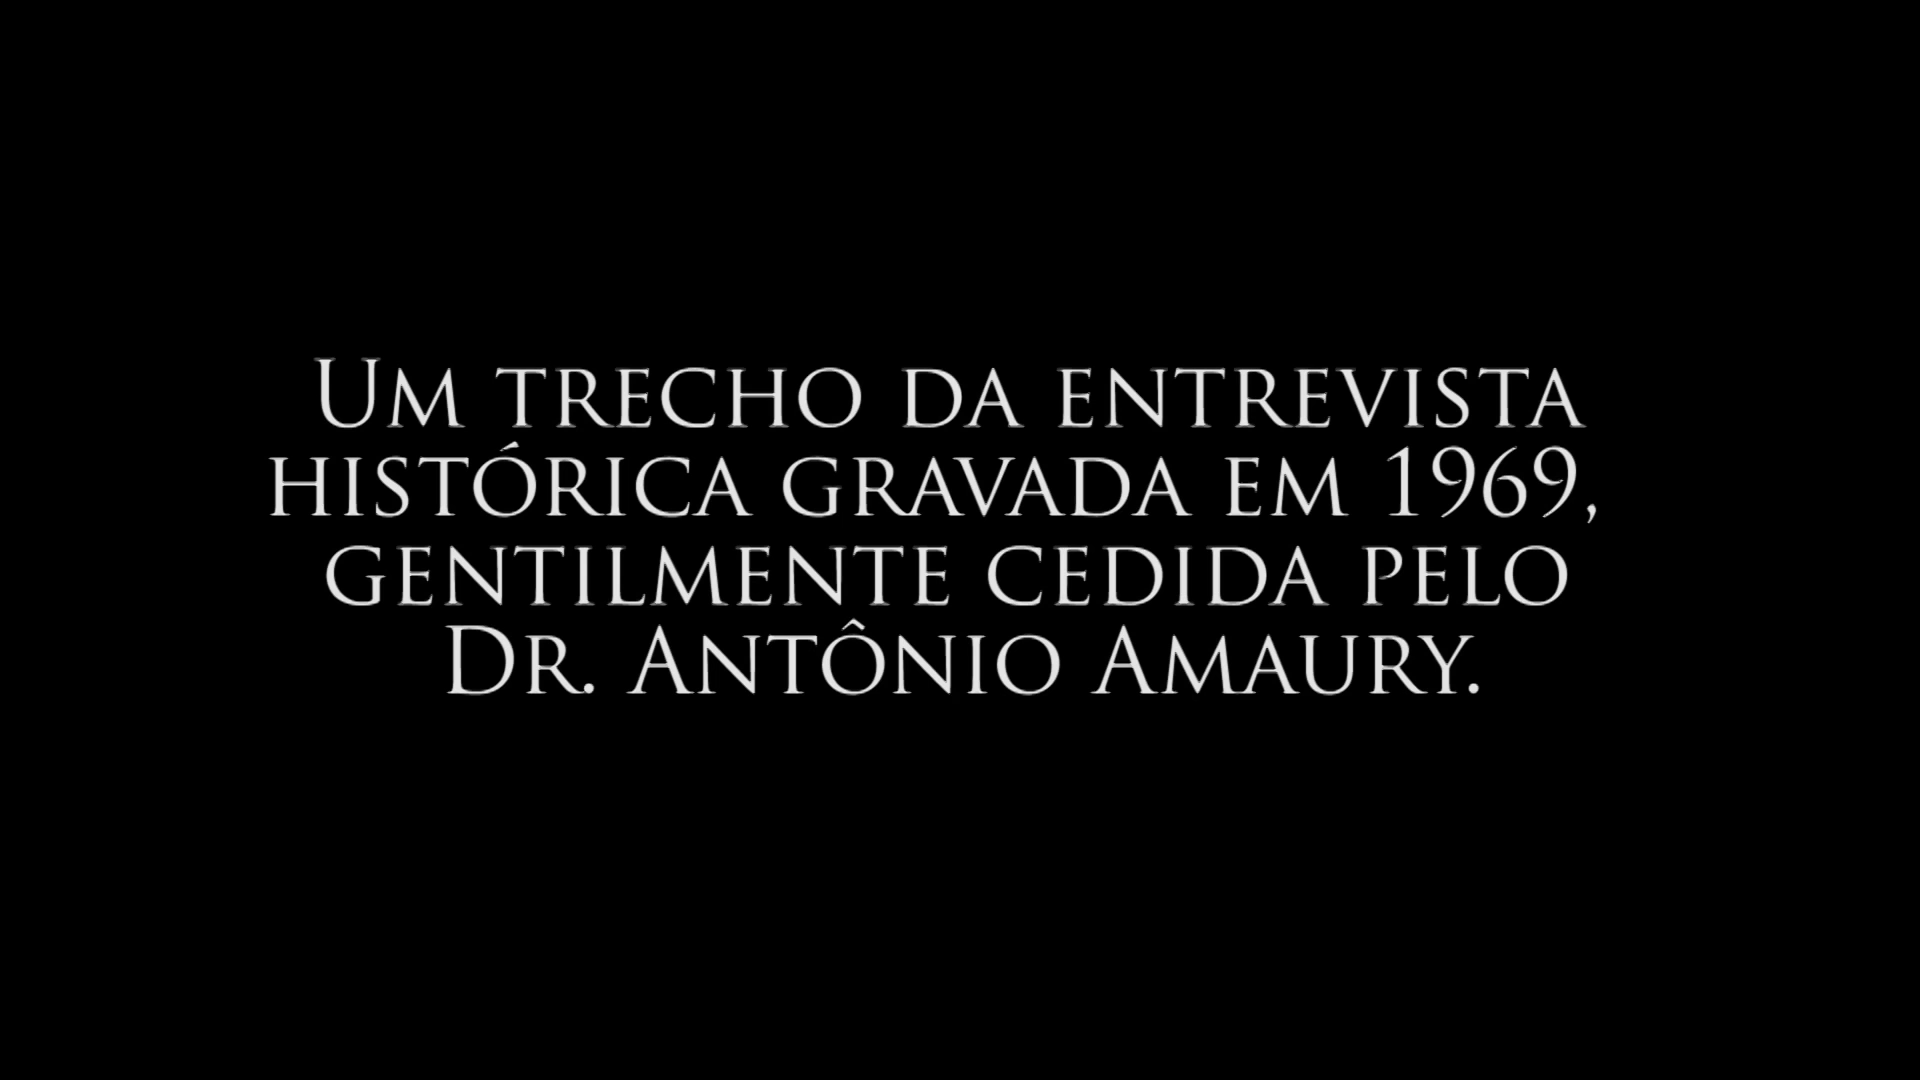 Um trecho da entrevista
histórica gravada em 1969,
gentilmente cedida pelo
Dr. Antônio Amaury.